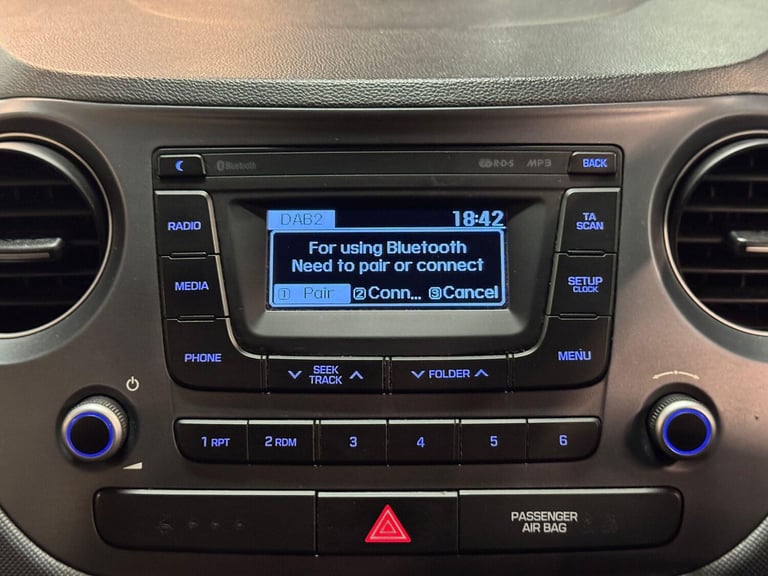 Bluetooth
R·D·S
MP3
BACK
RADIO
DAB2
18:42
TA
SCAN
For using Bluetooth
Need to pair or connect
MEDIA
SETUP
CLOCK
1 Pair
2 Conn...
3 Cancel
PHONE
SEEK
TRACK
FOLDER
MENU
1 RPT
2 RDM
3
4
5
6
PASSENGER
AIR BAG